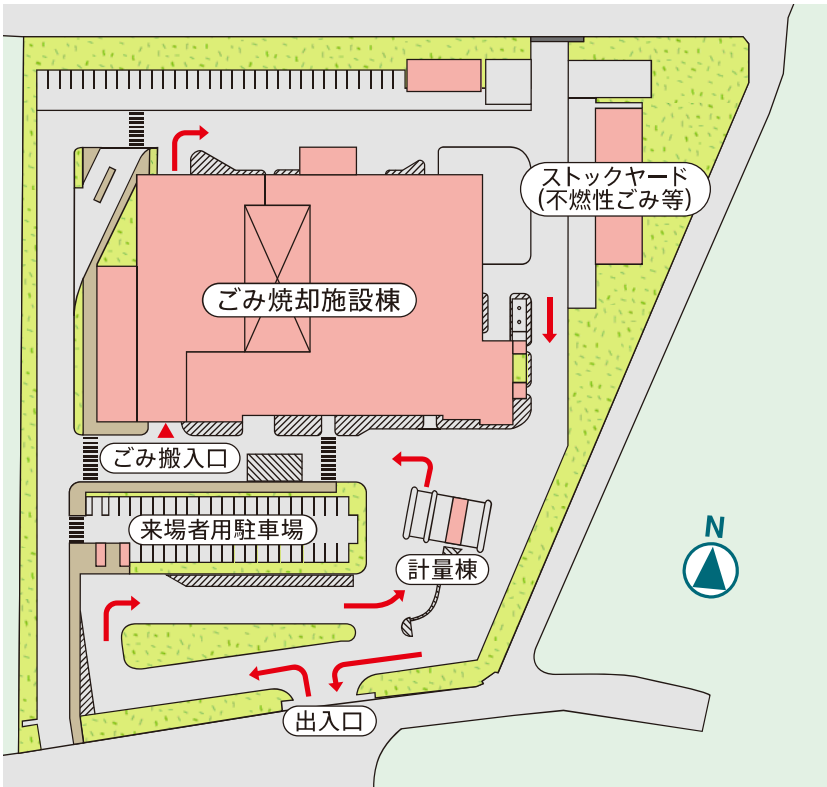 ストックヤード
(不燃性ごみ等)
ごみ焼却施設棟
ごみ搬入口
来場者用駐車場
計量棟
N
出入口